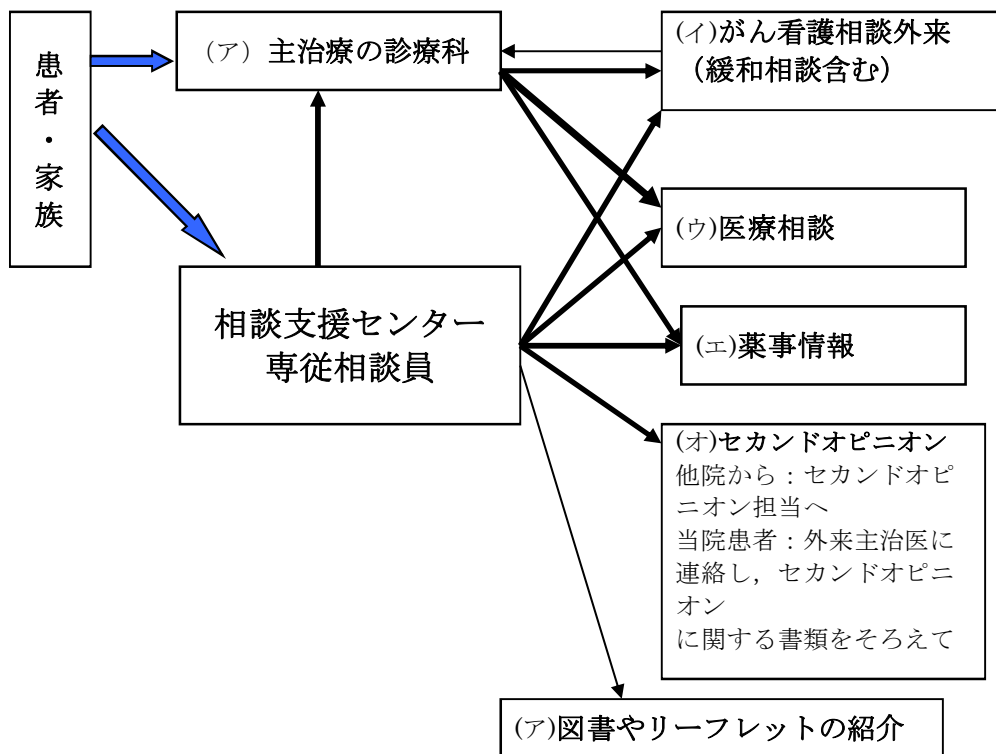 患者・家族
（ア）主治療の診療科
(イ)がん看護相談外来
（緩和相談含む）
(ウ)医療相談
相談支援センター
専従相談員
(エ)薬事情報
(オ)セカンドオピニオン
他院から：セカンドオピ
ニオン担当へ
当院患者：外来主治医に
連絡し，セカンドオピニ
オン
に関する書類をそろえて
(ア)図書やリーフレットの紹介